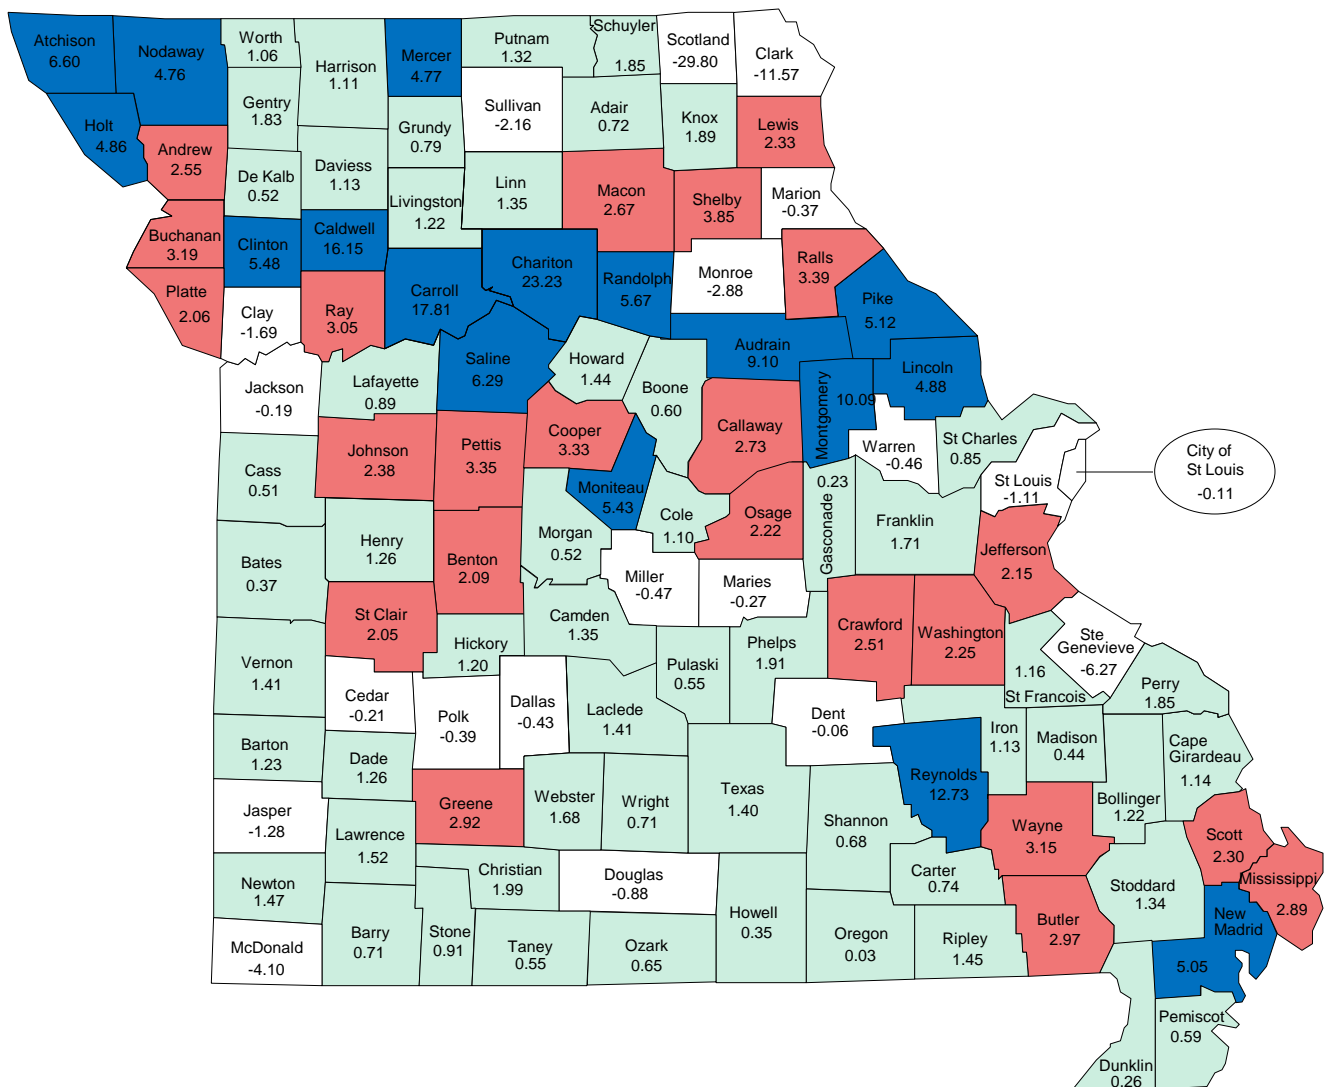 Atchison
6.60
Nodaway
4.76
Worth
1.06
Harrison
1.11
Mercer
4.77
Putnam
1.32
Schuyler
1.85
Scotland
-29.80
Clark
-11.57
Holt
4.86
Andrew
2.55
Gentry
1.83
De Kalb
0.52
Daviess
1.13
Grundy
0.79
Sullivan
-2.16
Adair
0.72
Knox
1.89
Lewis
2.33
Livingston
1.22
Linn
1.35
Macon
2.67
Shelby
3.85
Marion
-0.37
Buchanan
3.19
Clinton
5.48
Caldwell
16.15
Platte
2.06
Clay
-1.69
Ray
3.05
Carroll
17.81
Chariton
23.23
Randolph
5.67
Monroe
-2.88
Ralls
3.39
Pike
5.12
Jackson
-0.19
Lafayette
0.89
Saline
6.29
Howard
1.44
Boone
0.60
Audrain
9.10
Montgomery
10.09
Lincoln
4.88
Warren
-0.46
St Charles
0.85
St Louis
-1.11
City of
St Louis
-0.11
Cass
0.51
Johnson
2.38
Pettis
3.35
Cooper
3.33
Moniteau
5.43
Callaway
2.73
Cole
1.10
Osage
2.22
Gasconade
0.23
Franklin
1.71
Jefferson
2.15
Bates
0.37
Henry
1.26
Benton
2.09
Morgan
0.52
Miller
-0.47
Maries
-0.27
Camden
1.35
St Clair
2.05
Hickory
1.20
Vernon
1.41
Cedar
-0.21
Polk
-0.39
Dallas
-0.43
Laclede
1.41
Pulaski
0.55
Phelps
1.91
Crawford
2.51
Washington
2.25
Ste
Genevieve
-6.27
1.16
St Francois
Perry
1.85
Dent
-0.06
Iron
1.13
Madison
0.44
Cape
Girardeau
1.14
Barton
1.23
Dade
1.26
Greene
2.92
Webster
1.68
Wright
0.71
Texas
1.40
Shannon
0.68
Reynolds
12.73
Wayne
3.15
Bollinger
1.22
Scott
2.30
Mississippi
2.89
Jasper
-1.28
Lawrence
1.52
Christian
1.99
Douglas
-0.88
Howell
0.35
Carter
0.74
Butler
2.97
Stoddard
1.34
New
Madrid
5.05
Newton
1.47
McDonald
-4.10
Barry
0.71
Stone
0.91
Taney
0.55
Ozark
0.65
Oregon
0.03
Ripley
1.45
Pemiscot
0.59
Dunklin
0.26